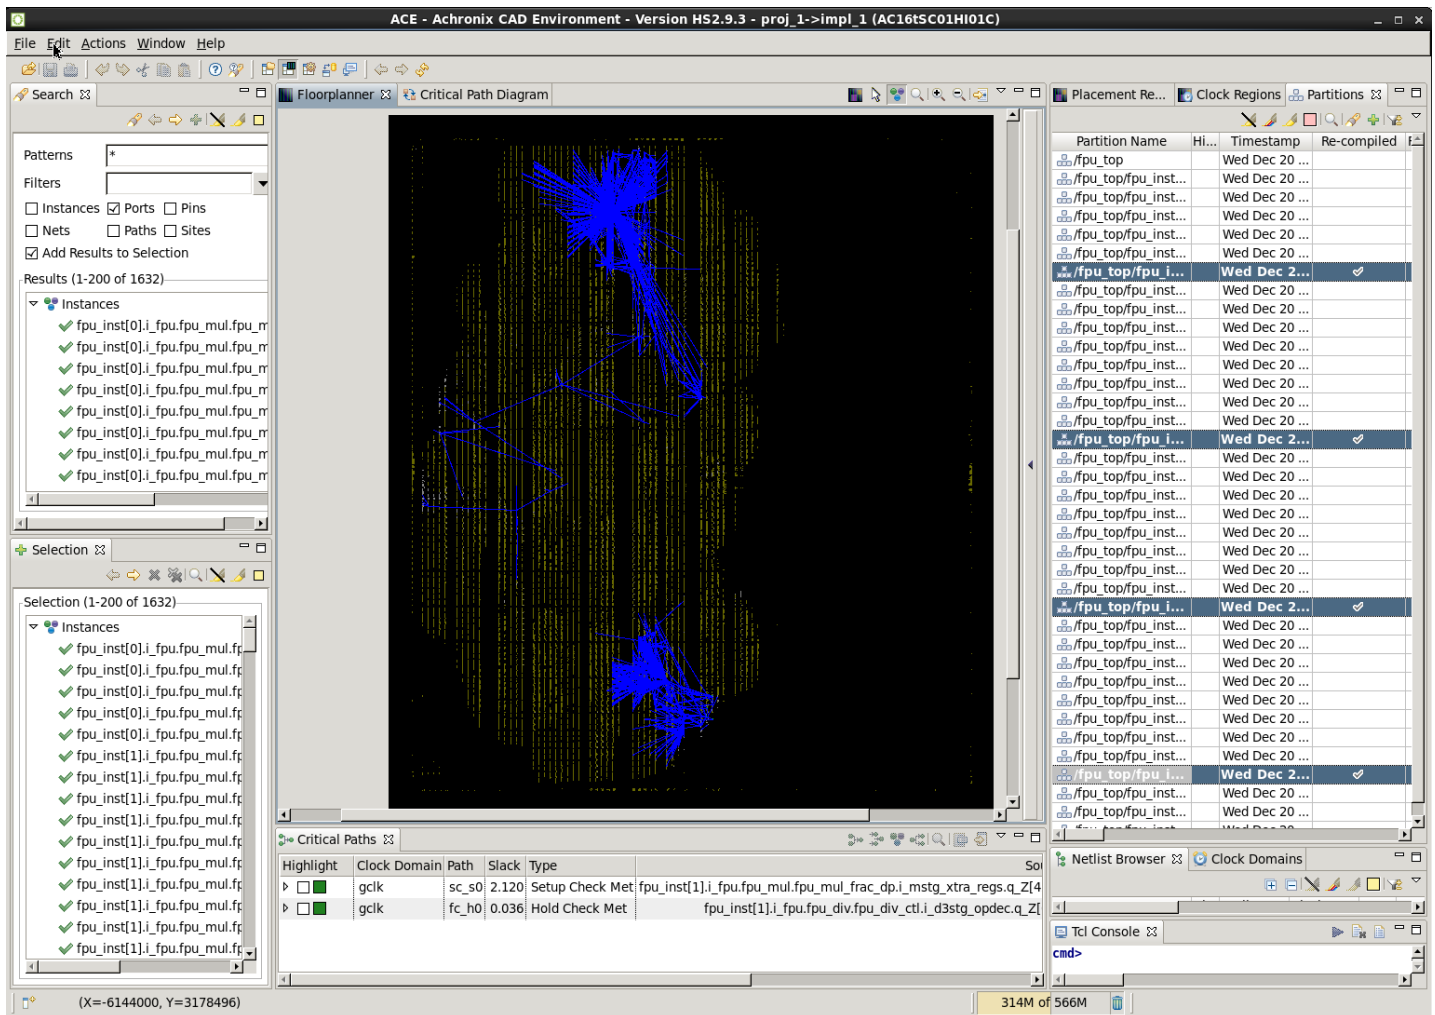 ACE - Achronix CAD Environment - Version HS2.9.3 - proj_1->impl_1 (AC16tSC01HI01C)
File Edit Actions Window Help
Search
Patterns *
Filters
Instances Ports Pins
Nets Paths Sites
Add Results to Selection
Results (1-200 of 1632)
Instances
fpu_inst[0].i_fpu.fpu_mul.fpu_m
fpu_inst[0].i_fpu.fpu_mul.fpu_m
fpu_inst[0].i_fpu.fpu_mul.fpu_m
fpu_inst[0].i_fpu.fpu_mul.fpu_m
fpu_inst[0].i_fpu.fpu_mul.fpu_m
fpu_inst[0].i_fpu.fpu_mul.fpu_m
fpu_inst[0].i_fpu.fpu_mul.fpu_m
fpu_inst[0].i_fpu.fpu_mul.fpu_m
Selection
Selection (1-200 of 1632)
Instances
fpu_inst[0].i_fpu.fpu_mul.fp
fpu_inst[0].i_fpu.fpu_mul.fp
fpu_inst[0].i_fpu.fpu_mul.fp
fpu_inst[0].i_fpu.fpu_mul.fp
fpu_inst[0].i_fpu.fpu_mul.fp
fpu_inst[1].i_fpu.fpu_mul.fp
fpu_inst[1].i_fpu.fpu_mul.fp
fpu_inst[1].i_fpu.fpu_mul.fp
fpu_inst[1].i_fpu.fpu_mul.fp
fpu_inst[1].i_fpu.fpu_mul.fp
fpu_inst[1].i_fpu.fpu_mul.fp
fpu_inst[1].i_fpu.fpu_mul.fp
fpu_inst[1].i_fpu.fpu_mul.fp
fpu_inst[1].i_fpu.fpu_mul.fp
fpu_inst[1].i_fpu.fpu_mul.fp
Floorplanner Critical Path Diagram
Critical Paths
Highlight Clock Domain Path Slack Type Sou
gclk sc_s0 2.120 Setup Check Met fpu_inst[1].i_fpu.fpu_mul.fpu_mul_frac_dp.i_mstg_xtra_regs.q_Z[4
gclk fc_h0 0.036 Hold Check Met fpu_inst[1].i_fpu.fpu_div.fpu_div_ctl.i_d3stg_opdec.q_Z[
Placement Re... Clock Regions Partitions
Partition Name Hi... Timestamp Re-compiled
/fpu_top Wed Dec 20 ...
/fpu_top/fpu_inst... Wed Dec 20 ...
/fpu_top/fpu_inst... Wed Dec 20 ...
/fpu_top/fpu_inst... Wed Dec 20 ...
/fpu_top/fpu_inst... Wed Dec 20 ...
/fpu_top/fpu_inst... Wed Dec 20 ...
/fpu_top/fpu_i... Wed Dec 2...
/fpu_top/fpu_inst... Wed Dec 20 ...
/fpu_top/fpu_inst... Wed Dec 20 ...
/fpu_top/fpu_inst... Wed Dec 20 ...
/fpu_top/fpu_inst... Wed Dec 20 ...
/fpu_top/fpu_inst... Wed Dec 20 ...
/fpu_top/fpu_inst... Wed Dec 20 ...
/fpu_top/fpu_inst... Wed Dec 20 ...
/fpu_top/fpu_inst... Wed Dec 20 ...
/fpu_top/fpu_i... Wed Dec 2...
/fpu_top/fpu_inst... Wed Dec 20 ...
/fpu_top/fpu_inst... Wed Dec 20 ...
/fpu_top/fpu_inst... Wed Dec 20 ...
/fpu_top/fpu_inst... Wed Dec 20 ...
/fpu_top/fpu_inst... Wed Dec 20 ...
/fpu_top/fpu_inst... Wed Dec 20 ...
/fpu_top/fpu_inst... Wed Dec 20 ...
/fpu_top/fpu_inst... Wed Dec 20 ...
/fpu_top/fpu_i... Wed Dec 2...
/fpu_top/fpu_inst... Wed Dec 20 ...
/fpu_top/fpu_inst... Wed Dec 20 ...
/fpu_top/fpu_inst... Wed Dec 20 ...
/fpu_top/fpu_inst... Wed Dec 20 ...
/fpu_top/fpu_inst... Wed Dec 20 ...
/fpu_top/fpu_inst... Wed Dec 20 ...
/fpu_top/fpu_inst... Wed Dec 20 ...
/fpu_top/fpu_inst... Wed Dec 20 ...
/fpu_top/fpu_i... Wed Dec 2...
/fpu_top/fpu_inst... Wed Dec 20 ...
/fpu_top/fpu_inst... Wed Dec 20 ...
Netlist Browser Clock Domains
Tcl Console
cmd>
(X=-6144000, Y=3178496)
314M of 566M